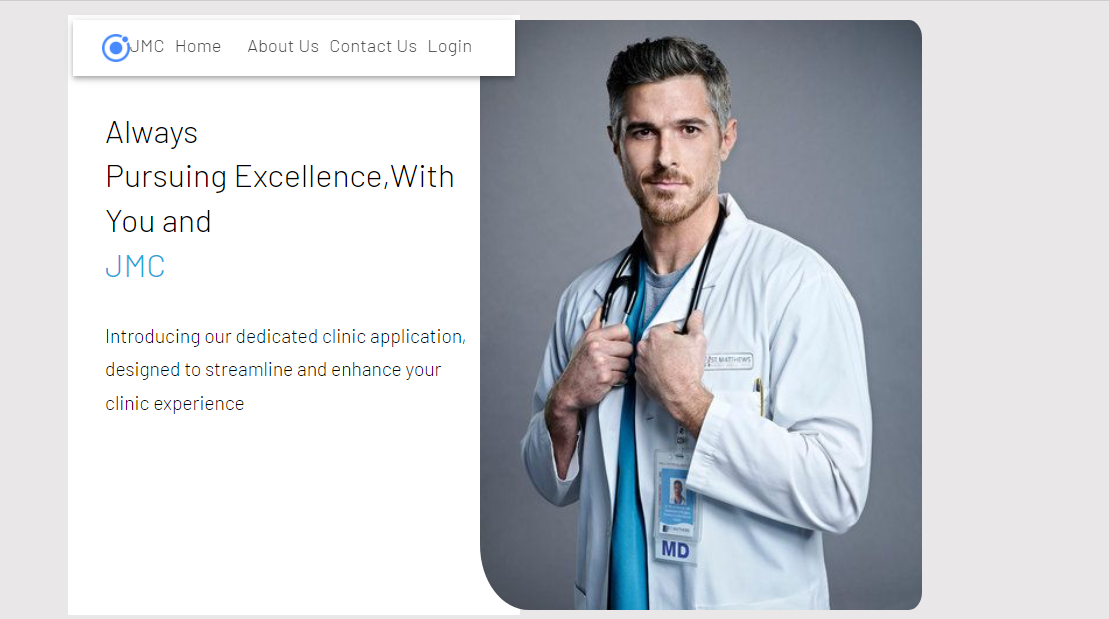 JMC Home About Us Contact Us Login
Always
Pursuing Excellence,With
You and
JMC
Introducing our dedicated clinic application,
designed to streamline and enhance your
clinic experience
ST. MATTHEWS
MD